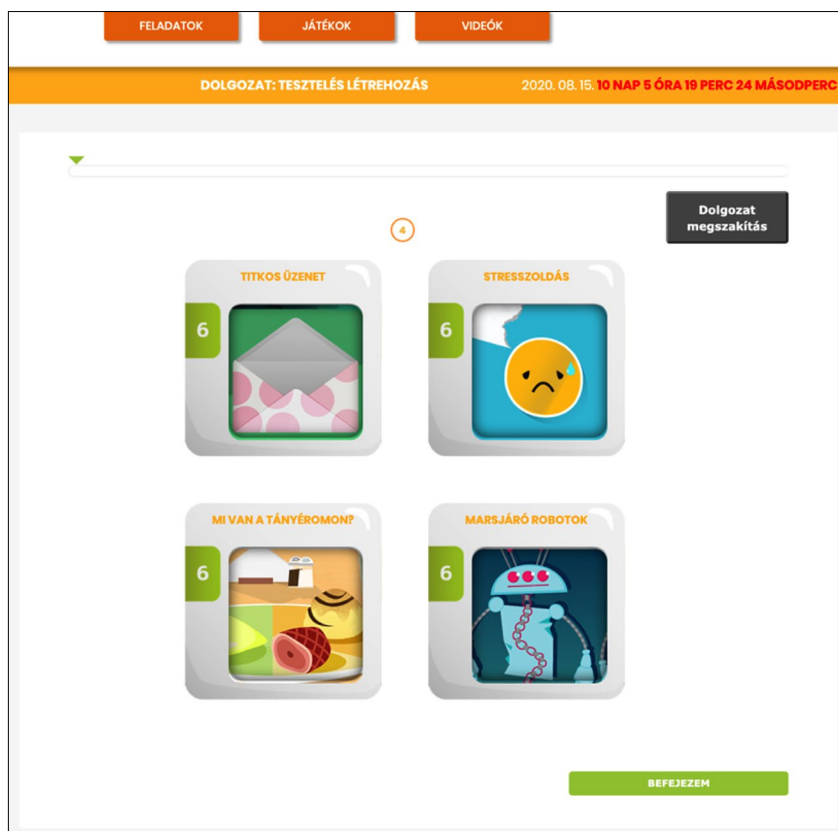 FELADATOK
JÁTÉKOK
VIDEÓK
DOLGOZAT: TESZTELÉS LÉTREHOZÁS
2020. 08. 15. 10 NAP 5 ÓRA 19 PERC 24 MÁSODPERC
Dolgozat
megszakítás
4
TITKOS ÜZENET
6
STRESSZOLDÁS
6
MI VAN A TÁNYÉROMON?
6
MARSJÁRÓ ROBOTOK
6
BEFEJEZEM